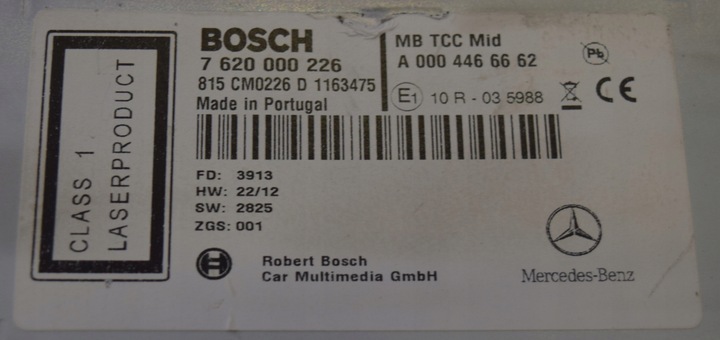 CLASS 1
LASERPRODUCT
BOSCH
7 620 000 226
815 CM0226 D 1163475
Made in Portugal
MB TCC Mid
A 000 446 66 62
Pb
E1 10 R - 03 5988
CE
FD: 3913
HW: 22/12
SW: 2825
ZGS: 001
Robert Bosch
Car Multimedia GmbH
Mercedes-Benz